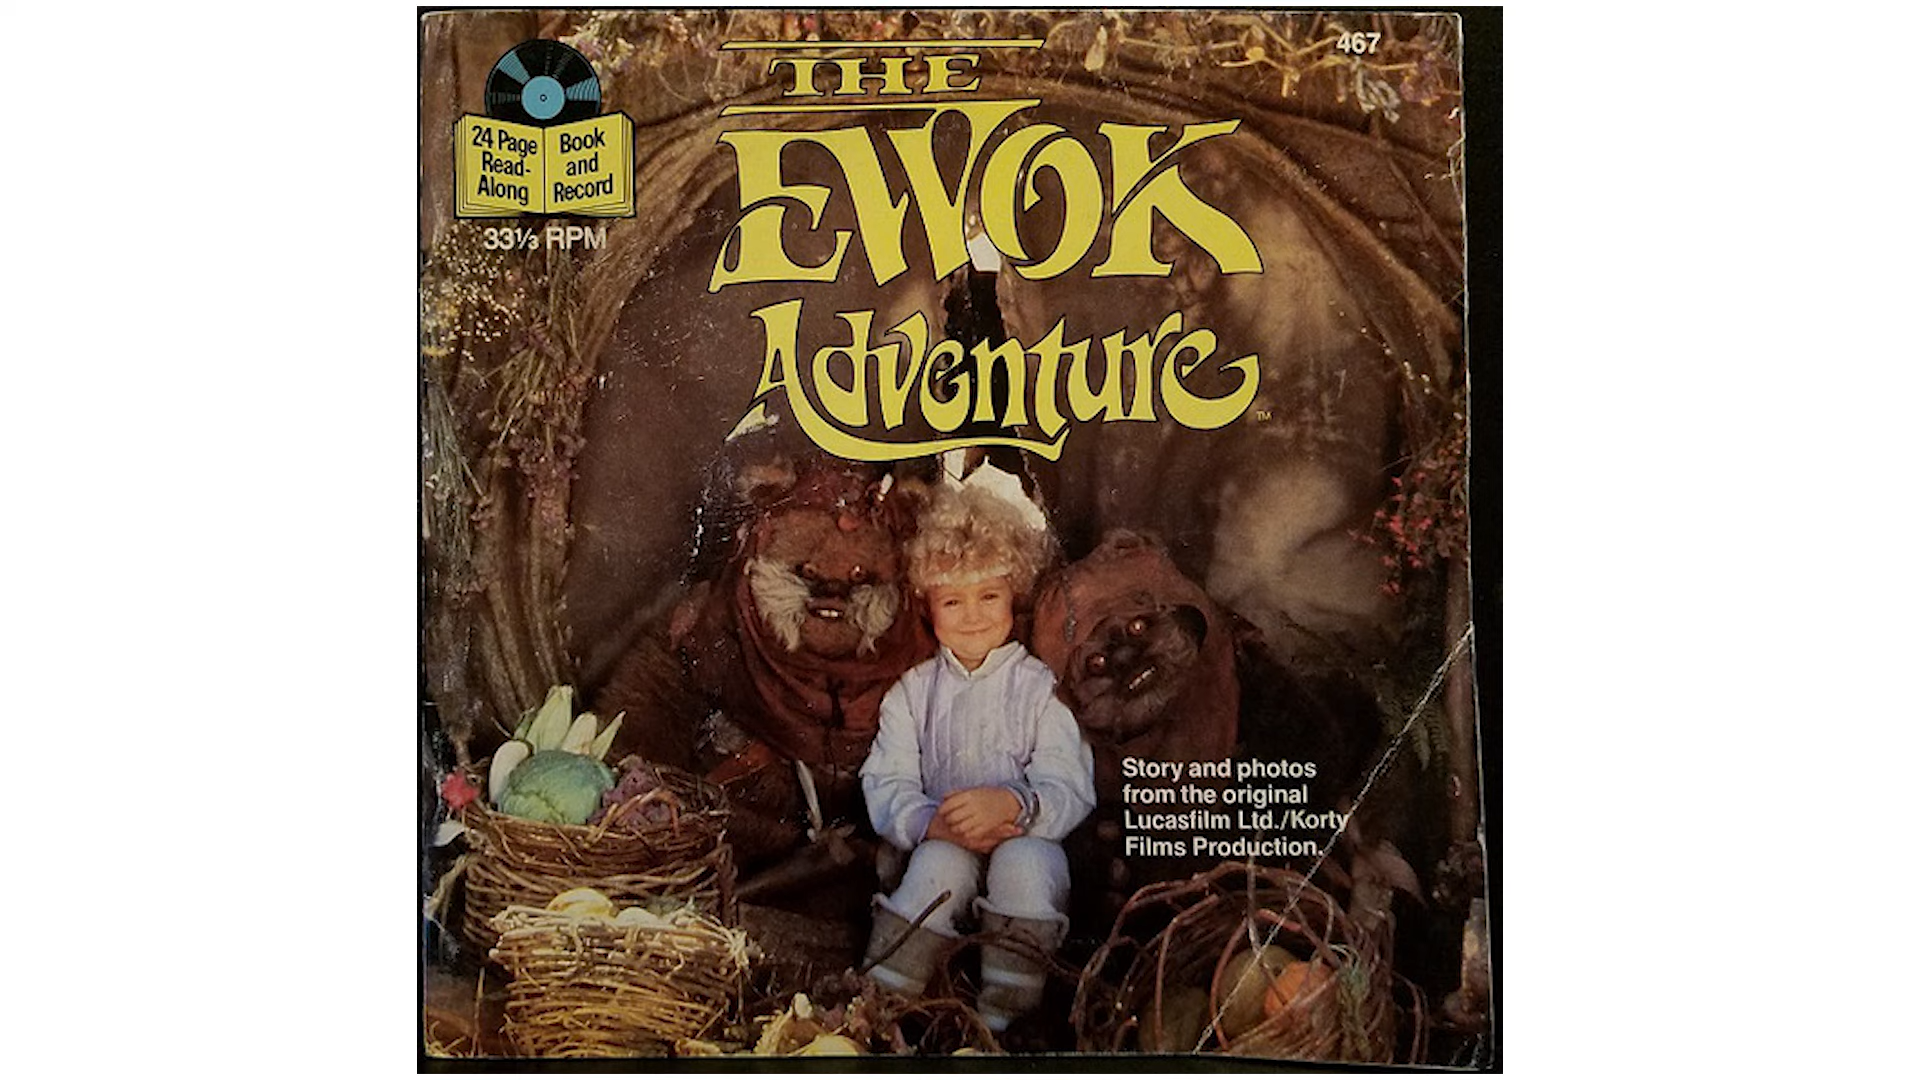 467
THE
EWOK
Adventure
TM
24 Page
Read-
Along
Book
and
Record
33⅓ RPM
Story and photos
from the original
Lucasfilm Ltd./Korty
Films Production.